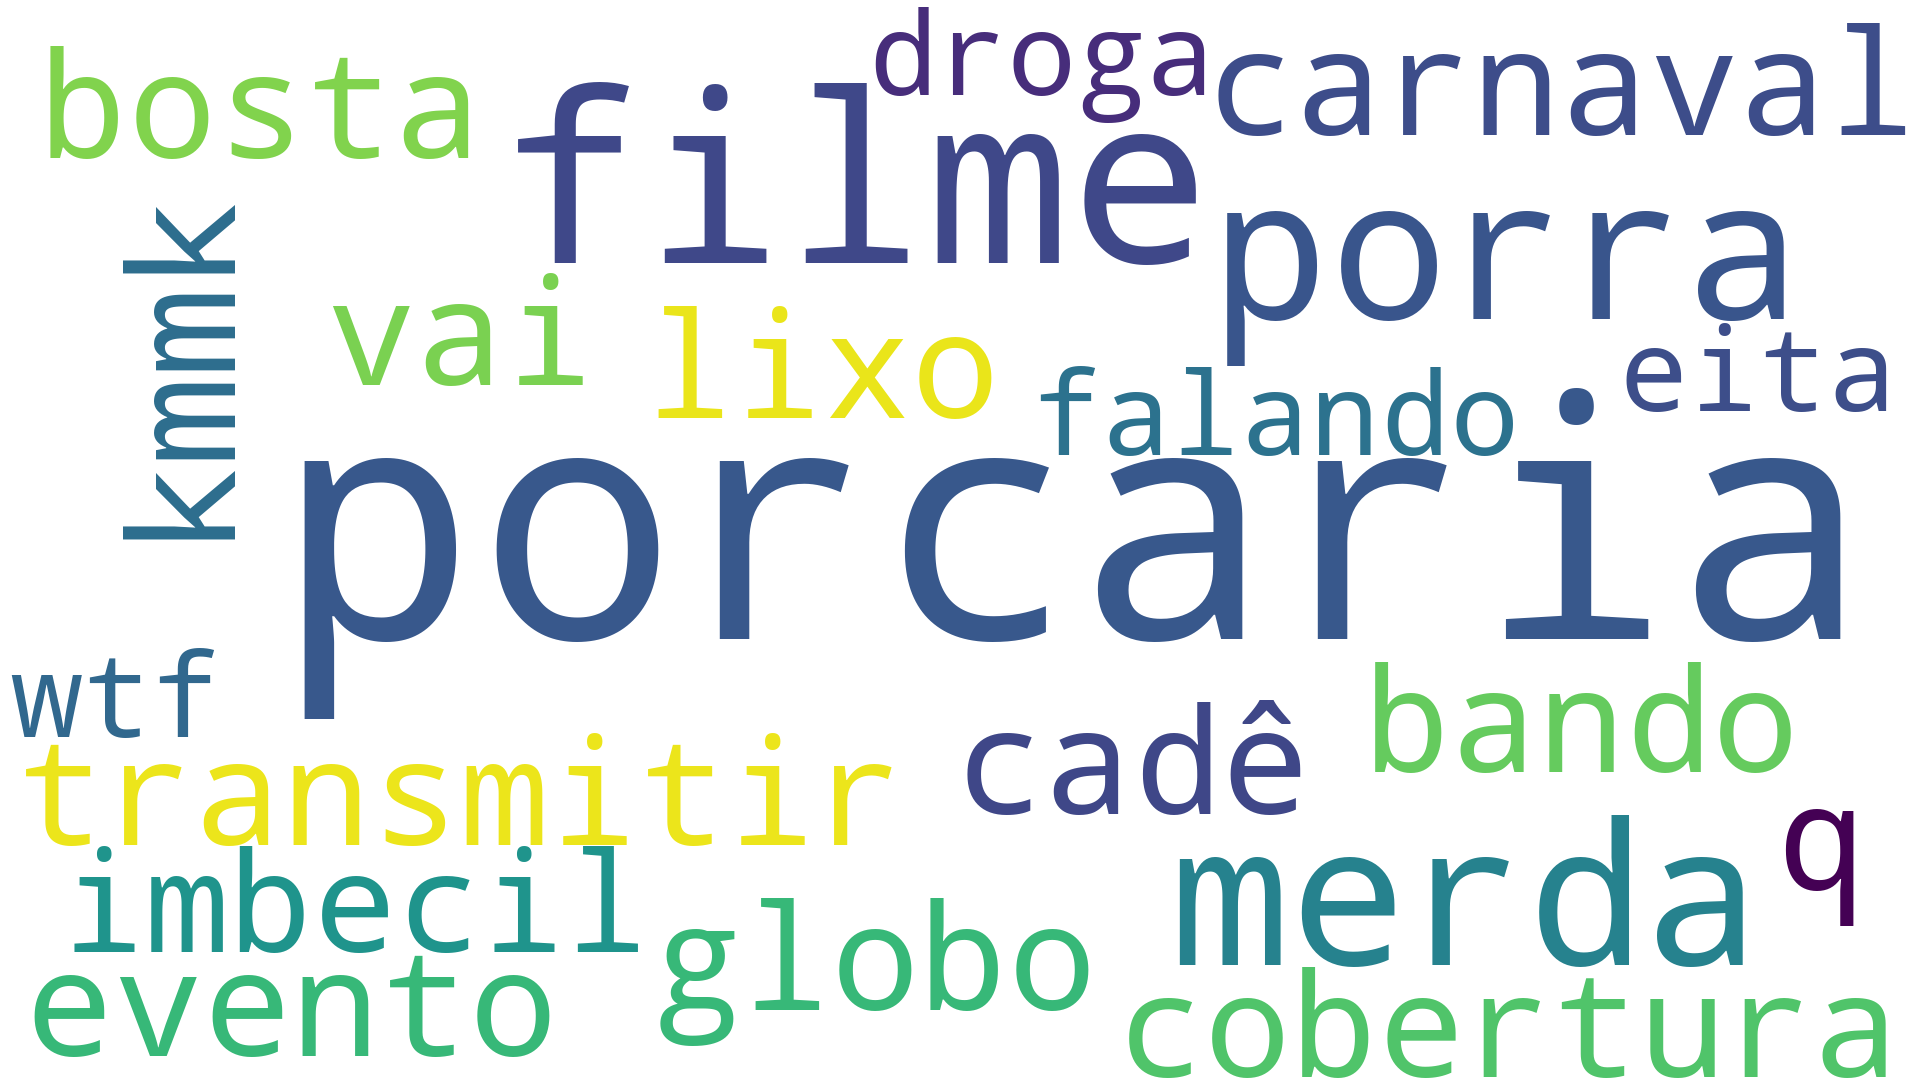 droga
carnaval
bosta
filme
porra
kmmk
vai
lixo
eita
falando
porcaria
wtf
bando
cadê
transmitir
q
merda
imbecil
globo
evento
cobertura